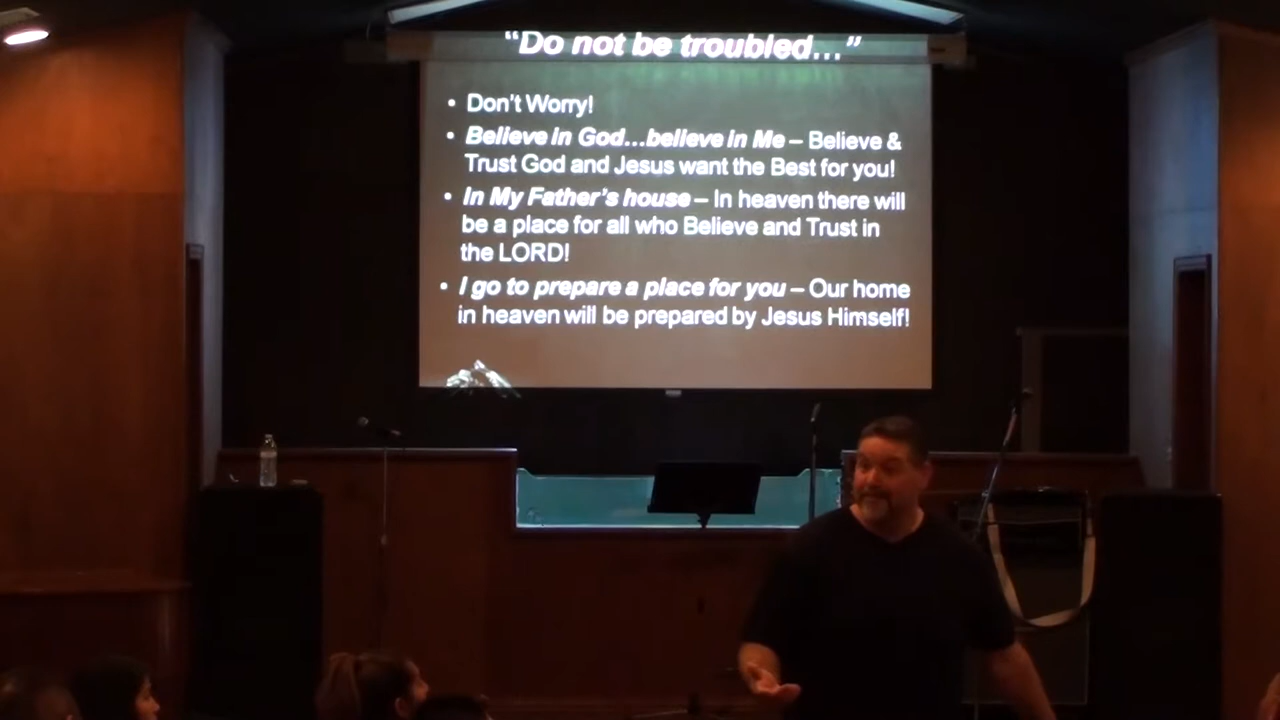 “Do not be troubled…”
• Don’t Worry!
• Believe in God…believe in Me – Believe &
Trust God and Jesus want the Best for you!
• In My Father’s house – In heaven there will
be a place for all who Believe and Trust in
the LORD!
• I go to prepare a place for you – Our home
in heaven will be prepared by Jesus Himself!